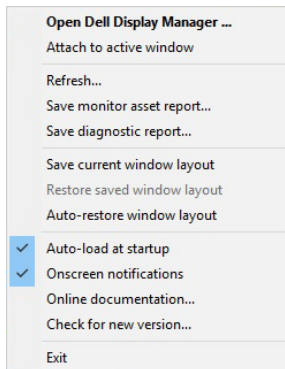 Open Dell Display Manager ...
Attach to active window
Refresh...
Save monitor asset report...
Save diagnostic report...
Save current window layout
Restore saved window layout
Auto-restore window layout
Auto-load at startup
Onscreen notifications
Online documentation...
Check for new version...
Exit